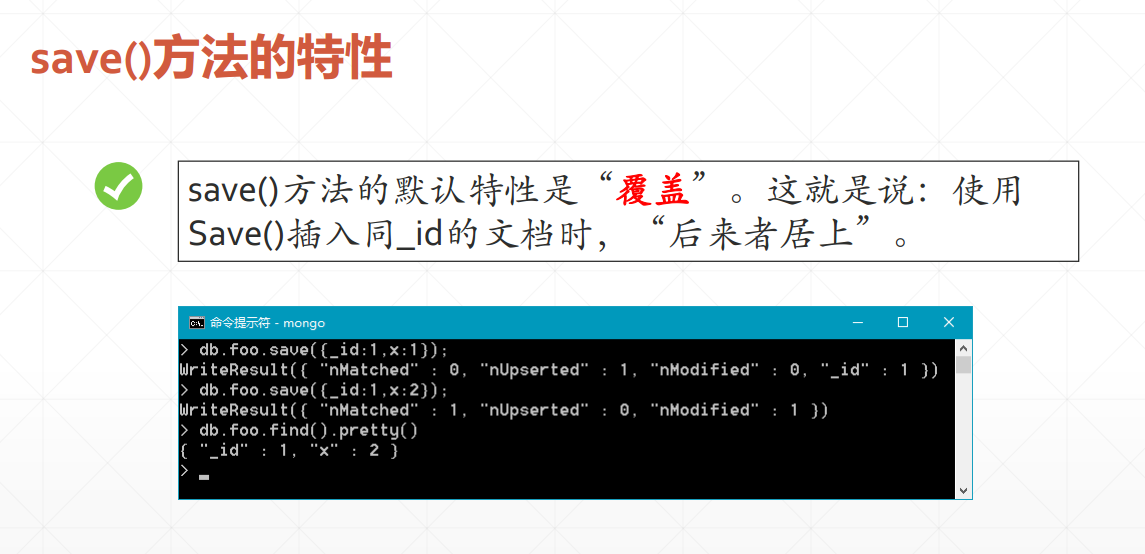 save()方法的特性
save()方法的默认特性是“覆盖”。这就是说：使用
Save()插入同_id的文档时，“后来者居上”。
命令提示符 - mongo
> db.foo.save({_id:1,x:1});
WriteResult({ "nMatched" : 0, "nUpserted" : 1, "nModified" : 0, "_id" : 1 })
> db.foo.save({_id:1,x:2});
WriteResult({ "nMatched" : 1, "nUpserted" : 0, "nModified" : 1 })
> db.foo.find().pretty()
{ "_id" : 1, "x" : 2 }
> _